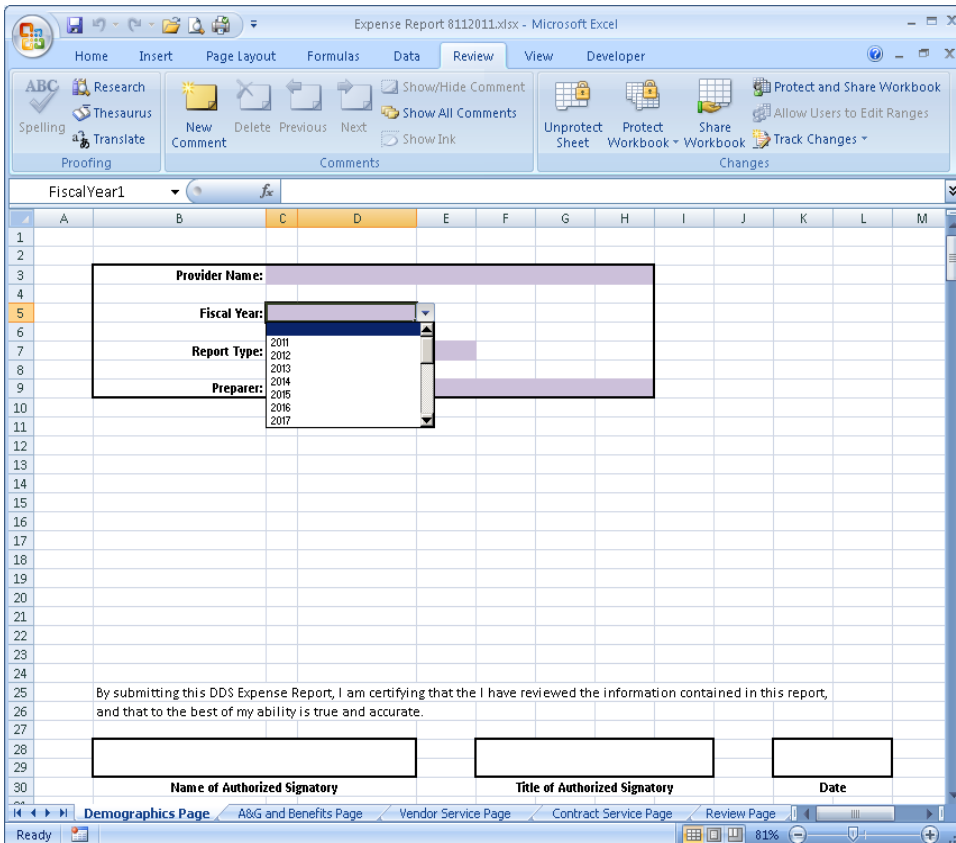 Expense Report 8112011.xlsx - Microsoft Excel
Home Insert Page Layout Formulas Data Review View Developer
ABC Spelling
Research
Thesaurus
Translate
Proofing
New Comment
Delete Previous Next
Show/Hide Comment
Show All Comments
Show Ink
Comments
Unprotect Sheet
Protect Workbook
Share Workbook
Protect and Share Workbook
Allow Users to Edit Ranges
Track Changes
Changes
FiscalYear1 fx
A B C D E F G H I J K L M
1
2
3 Provider Name:
4
5 Fiscal Year:
6
7 Report Type:
8
9 Preparer:
2011
2012
2013
2014
2015
2016
2017
10
11
12
13
14
15
16
17
18
19
20
21
22
23
24
25 By submitting this DDS Expense Report, I am certifying that the I have reviewed the information contained in this report,
26 and that to the best of my ability is true and accurate.
27
28
29
30 Name of Authorized Signatory Title of Authorized Signatory Date
Demographics Page A&G and Benefits Page Vendor Service Page Contract Service Page Review Page
Ready 81%